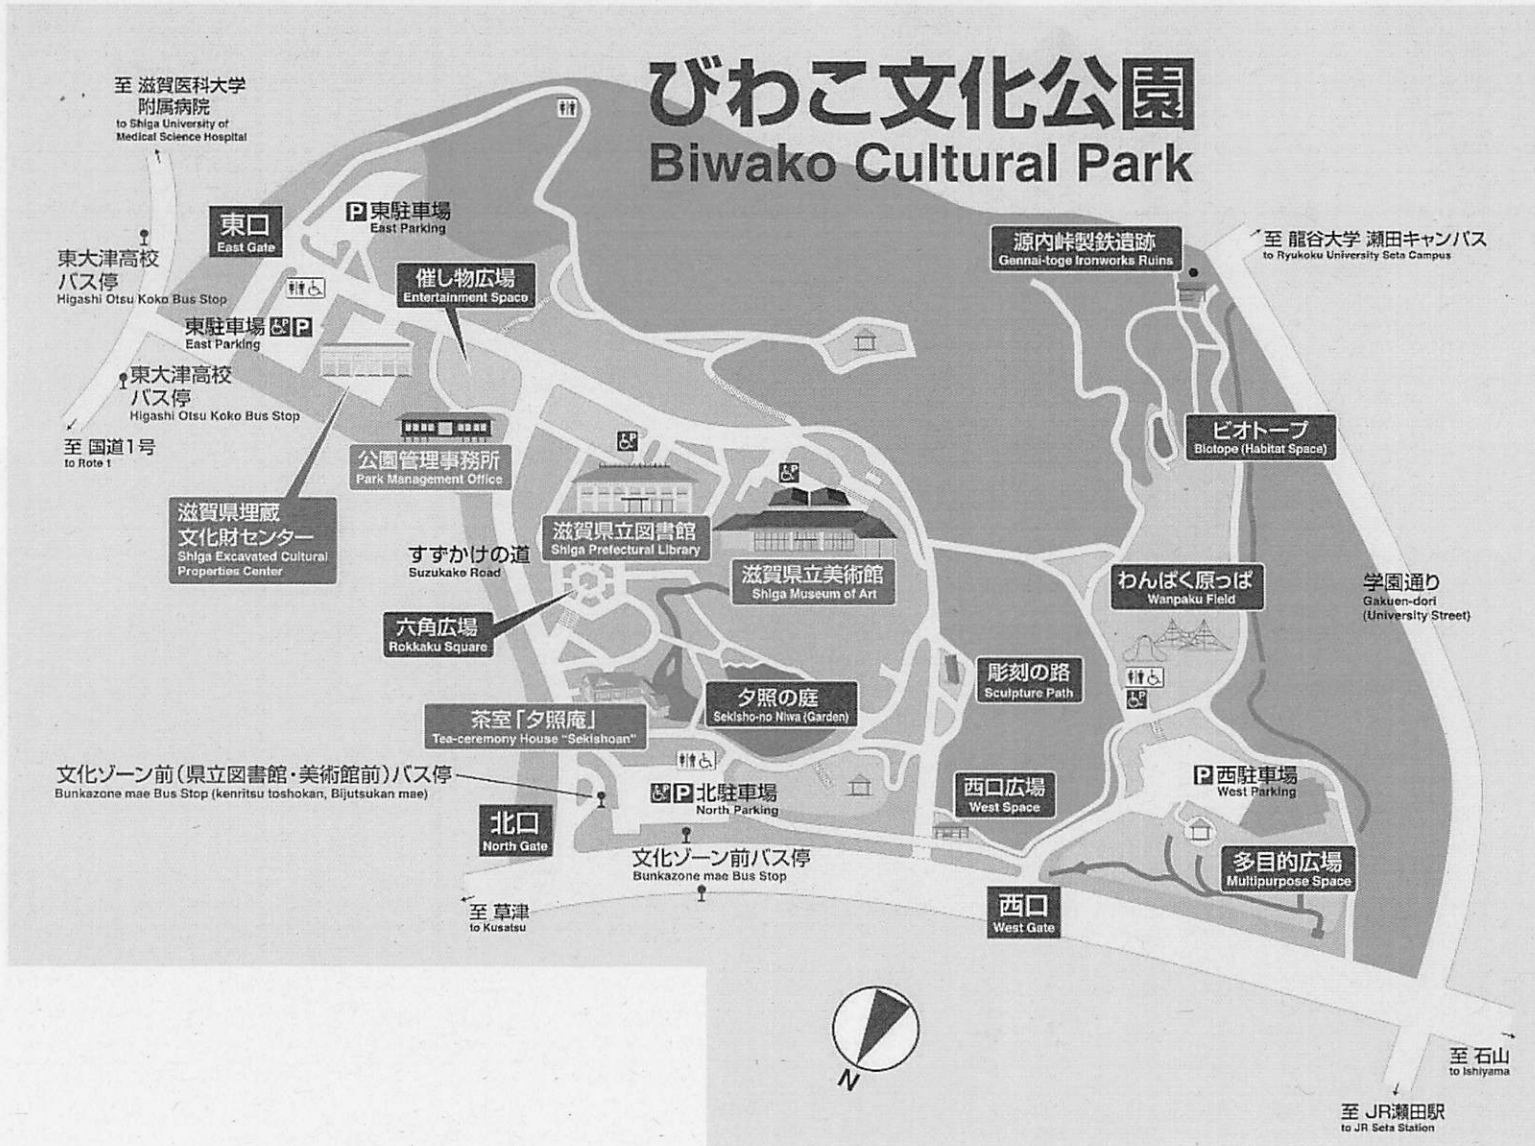 びわこ文化公園
Biwako Cultural Park
至 滋賀医科大学
附属病院
to Shiga University of
Medical Science Hospital
東口
East Gate
P 東駐車場
East Parking
東大津高校
バス停
Higashi Otsu Koko Bus Stop
催し物広場
Entertainment Space
源内峠製鉄遺跡
Gennai-toge Ironworks Ruins
至 龍谷大学 瀬田キャンパス
to Ryukoku University Seta Campus
東駐車場 P P
East Parking
東大津高校
バス停
Higashi Otsu Koko Bus Stop
至 国道1号
to Rote 1
公園管理事務所
Park Management Office
P
P
ビオトープ
Biotope (Habitat Space)
滋賀県埋蔵
文化財センター
Shiga Excavated Cultural
Properties Center
すずかけの道
Suzukake Road
滋賀県立図書館
Shiga Prefectural Library
滋賀県立美術館
Shiga Museum of Art
わんぱく原っぱ
Wanpaku Field
学園通り
Gakuen-dori
(University Street)
六角広場
Rokkaku Square
彫刻の路
Sculpture Path
P
夕照の庭
Sekisho-no Niwa (Garden)
茶室「夕照庵」
Tea-ceremony House "Sekishoan"
文化ゾーン前(県立図書館・美術館前)バス停
Bunkazone mae Bus Stop (kenritsu toshokan, Bijutsukan mae)
P P 北駐車場
North Parking
西口広場
West Space
P 西駐車場
West Parking
北口
North Gate
文化ゾーン前バス停
Bunkazone mae Bus Stop
多目的広場
Multipurpose Space
至 草津
to Kusatsu
西口
West Gate
N
至 石山
to Ishiyama
至 JR瀬田駅
to JR Seta Station